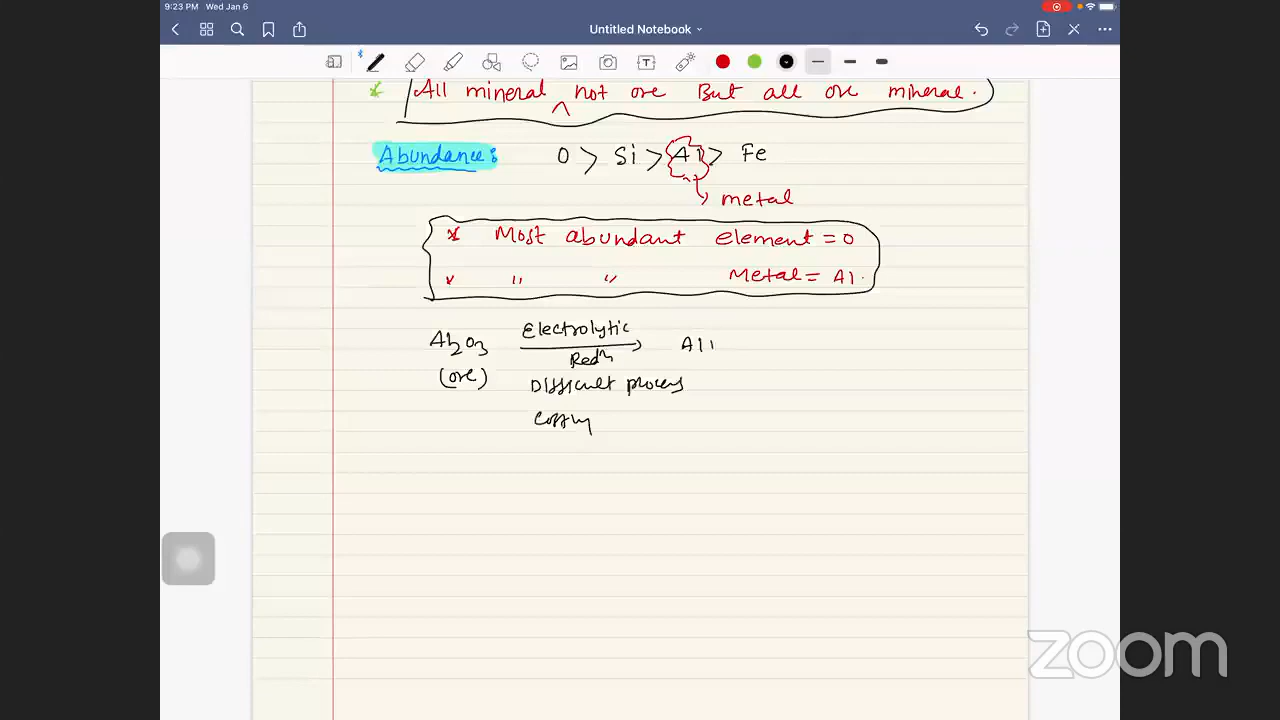 9:23 PM Wed Jan 6
Untitled Notebook
* All mineral ^ not ore But all ore mineral.
Abundance: O > Si > Al > Fe
metal
* Most abundant element = O
* " " Metal = Al.
Al2O3 Electrolytic Redn Al
(ore) Difficult process
Costly
zoom